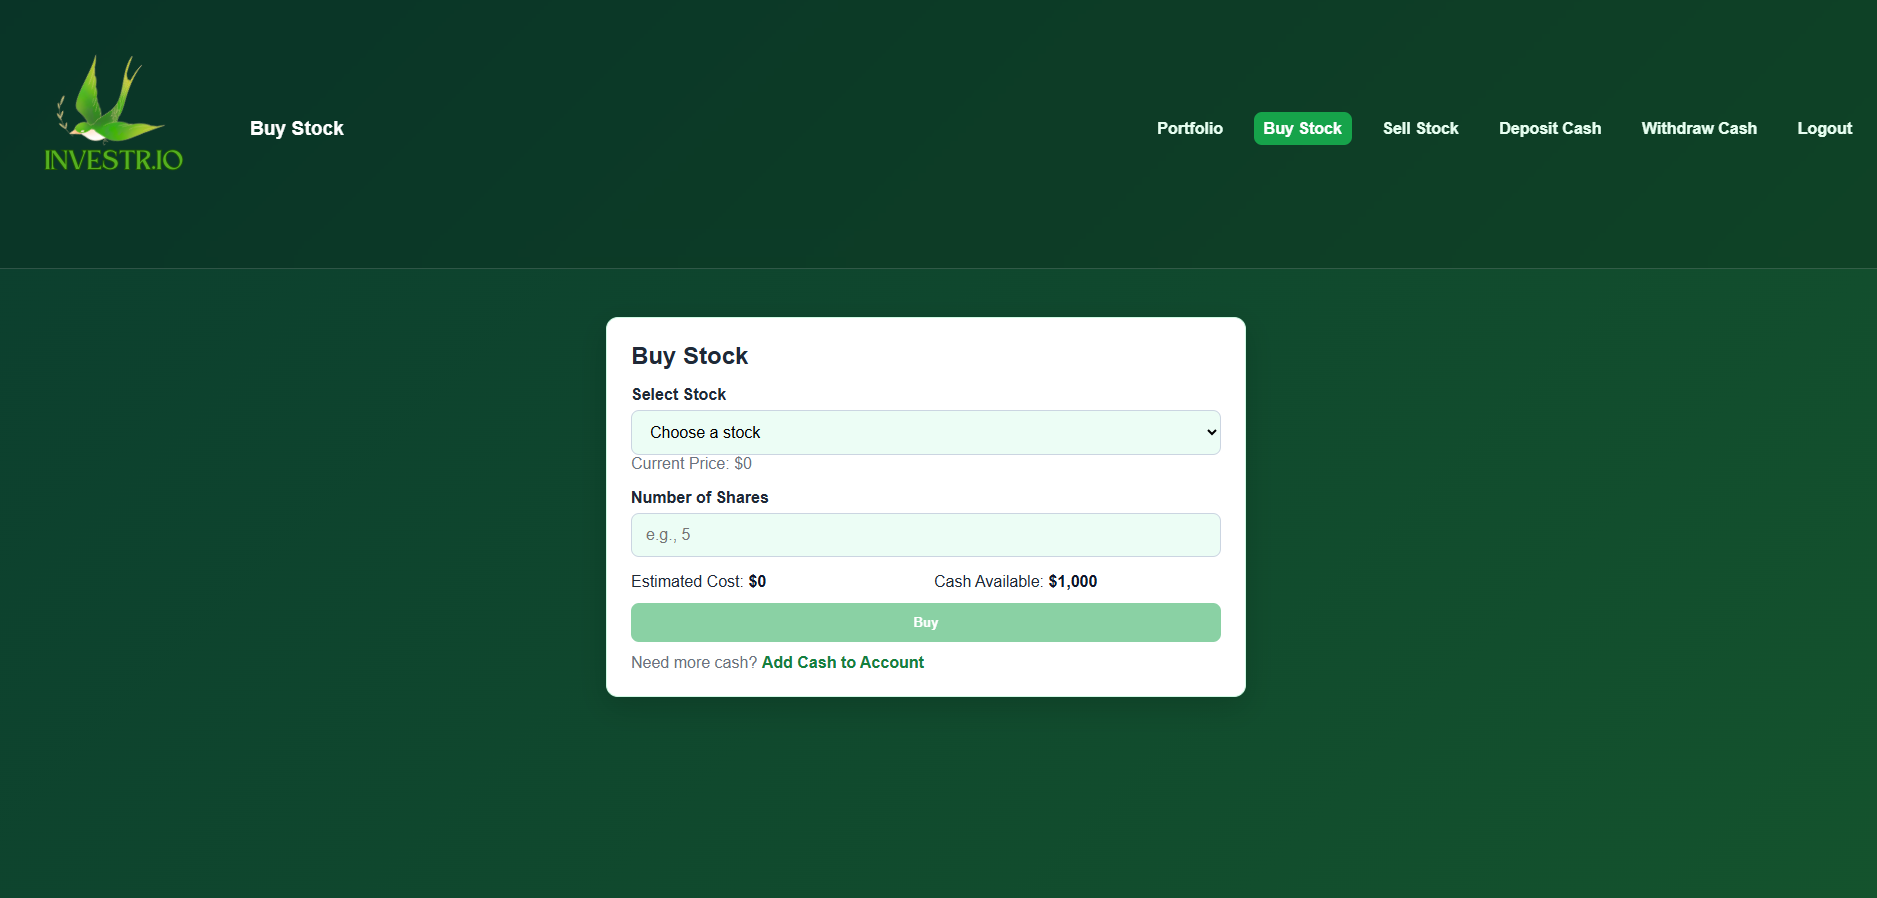 INVESTR.IO
Buy Stock
Portfolio Buy Stock Sell Stock Deposit Cash Withdraw Cash Logout
Buy Stock
Select Stock
Choose a stock
Current Price: $0
Number of Shares
e.g., 5
Estimated Cost: $0 Cash Available: $1,000
Buy
Need more cash? Add Cash to Account